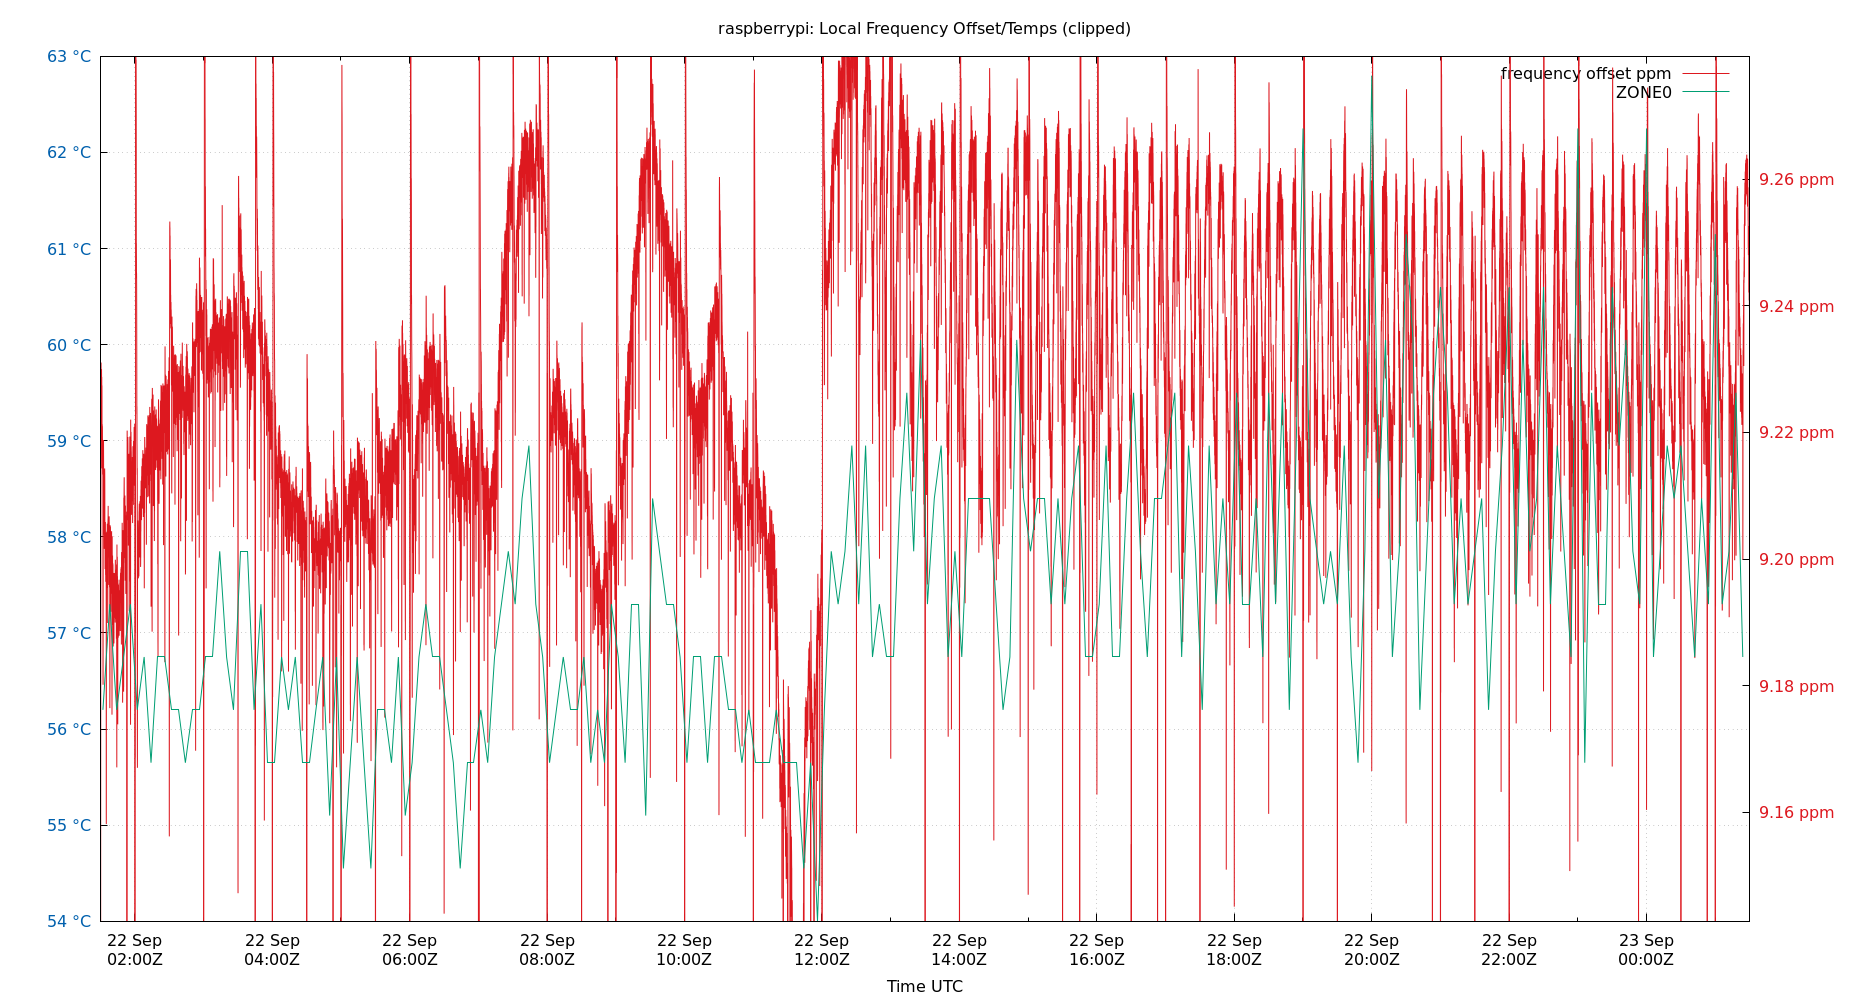 raspberrypi: Local Frequency Offset/Temps (clipped)
63 °C
62 °C
61 °C
60 °C
59 °C
58 °C
57 °C
56 °C
55 °C
54 °C
frequency offset ppm
ZONE0
9.26 ppm
9.24 ppm
9.22 ppm
9.20 ppm
9.18 ppm
9.16 ppm
22 Sep 22 Sep 22 Sep 22 Sep 22 Sep 22 Sep 22 Sep 22 Sep 22 Sep 22 Sep 22 Sep 23 Sep
02:00Z 04:00Z 06:00Z 08:00Z 10:00Z 12:00Z 14:00Z 16:00Z 18:00Z 20:00Z 22:00Z 00:00Z
Time UTC